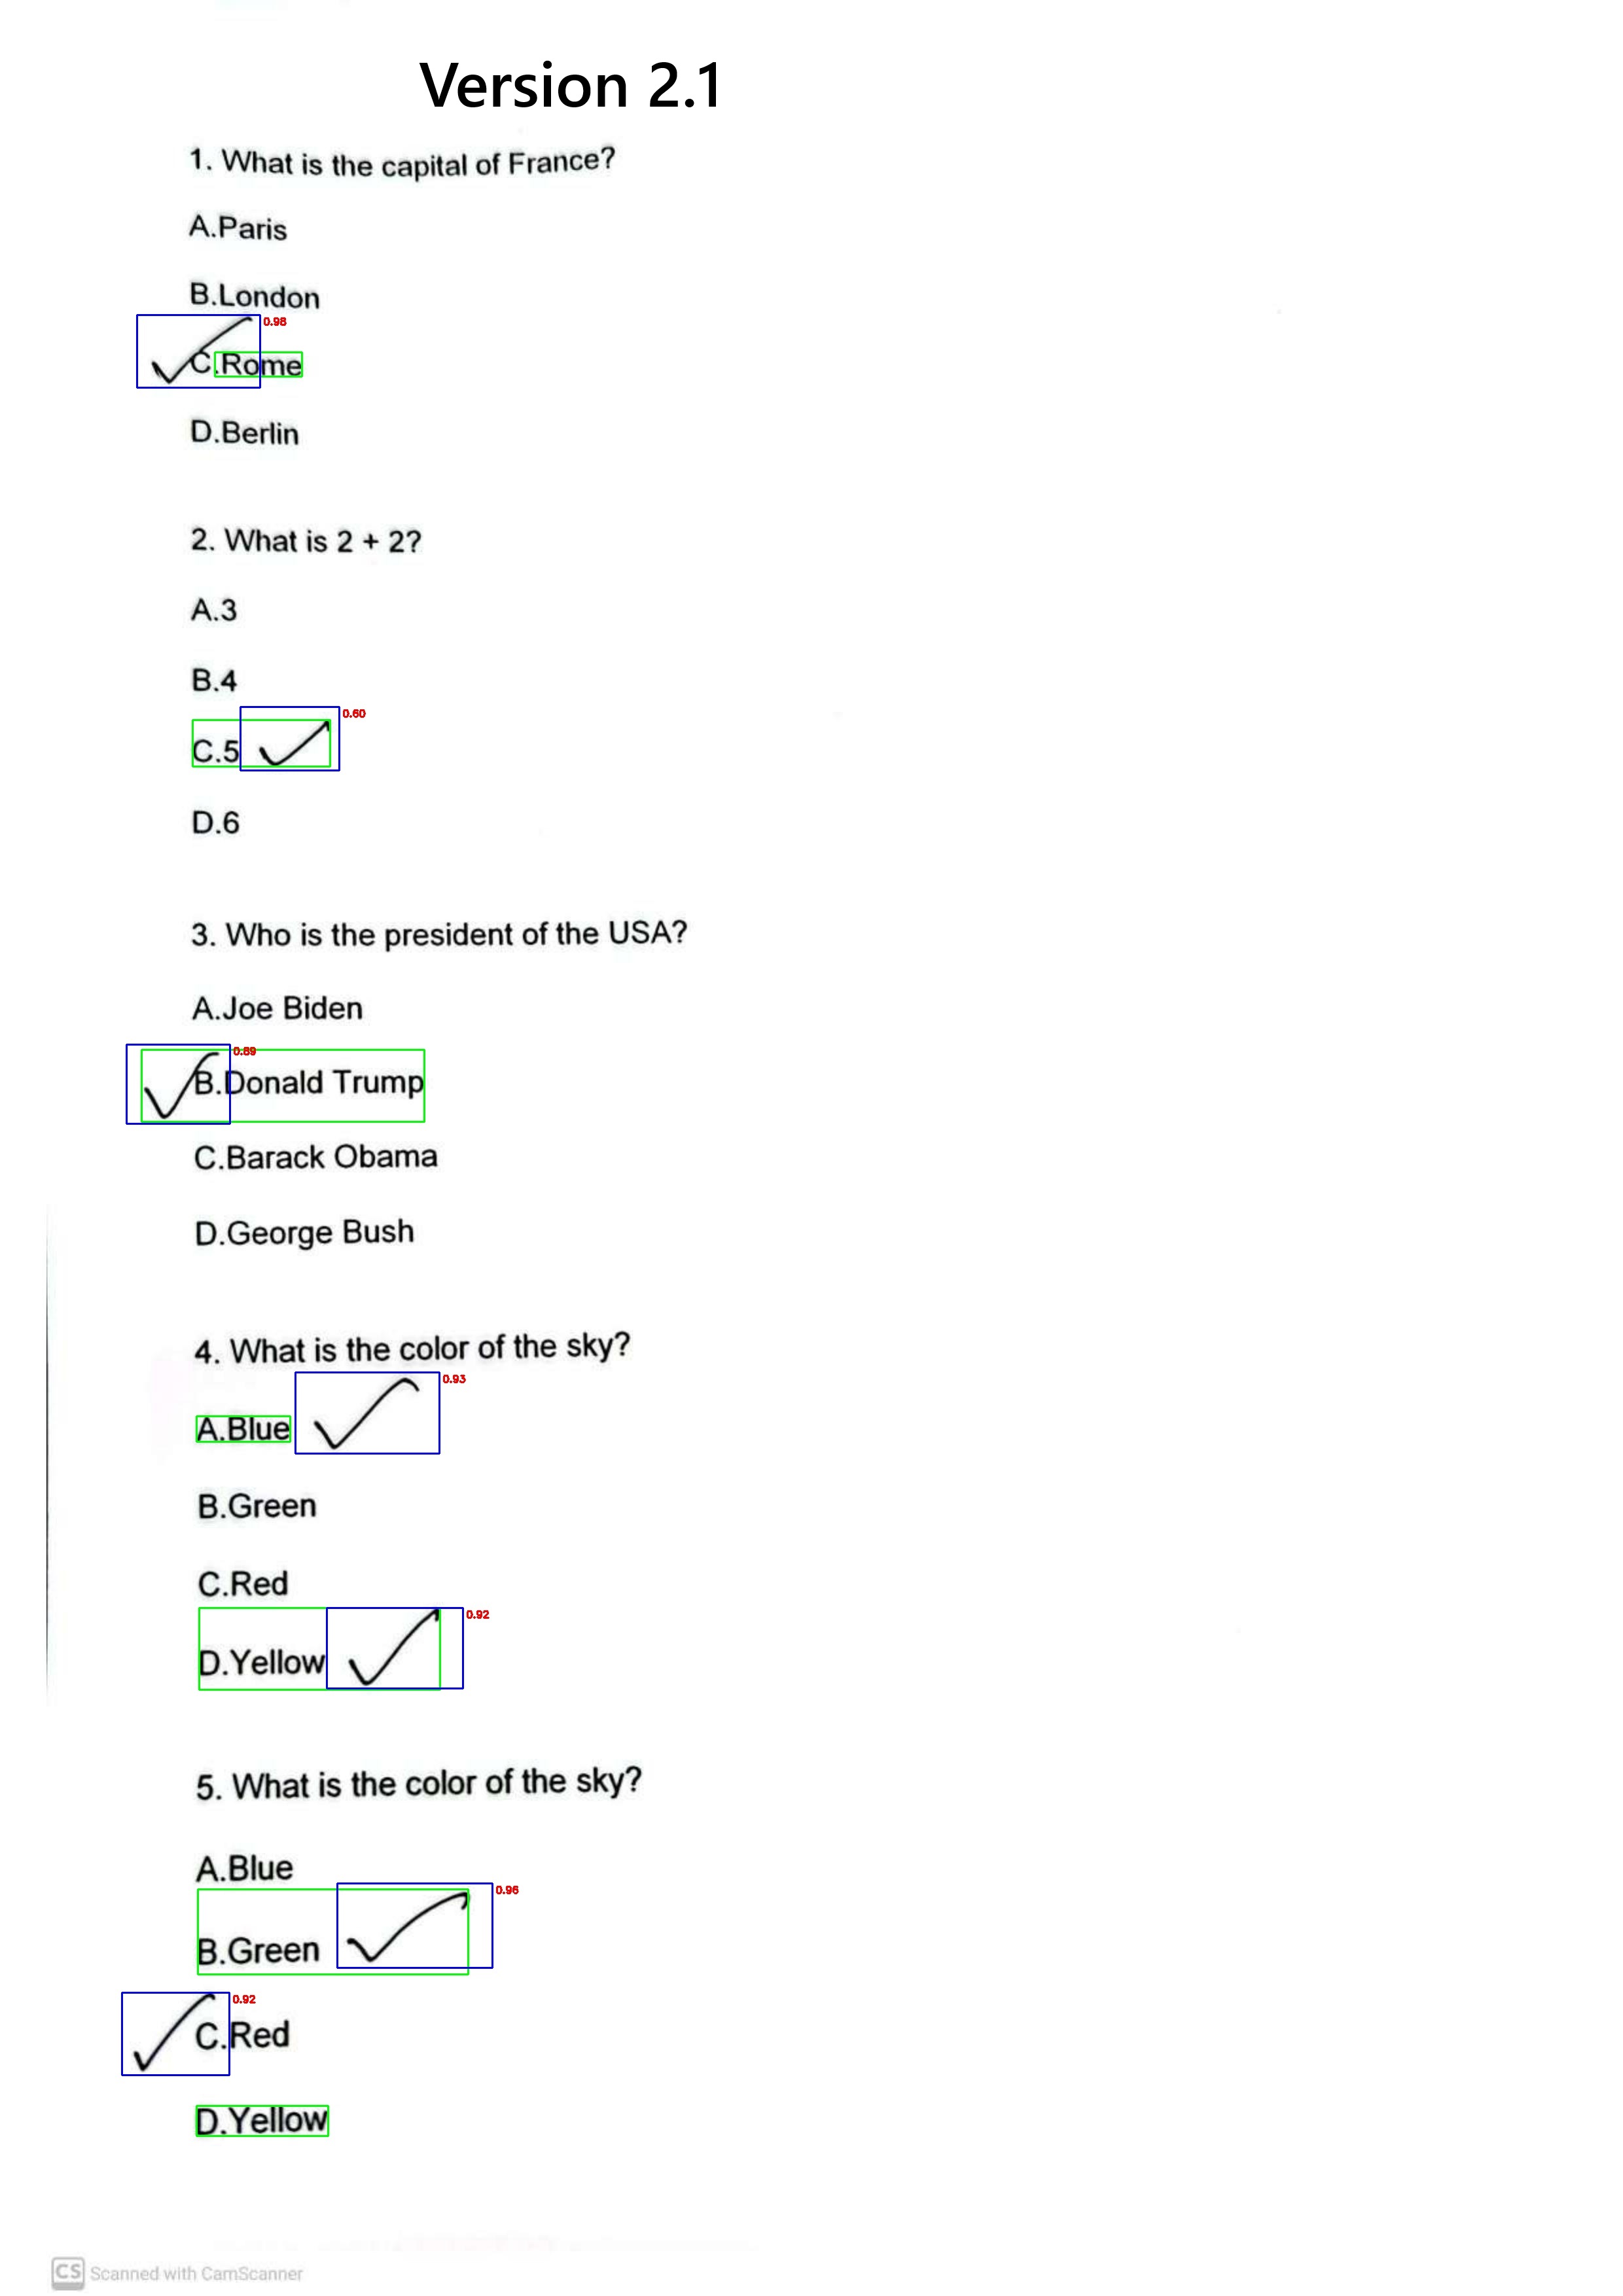 Version 2.1
1. What is the capital of France?
A.Paris
B.London
0.98
C.Rome
D.Berlin
2. What is 2 + 2?
A.3
B.4
0.60
C.5
D.6
3. Who is the president of the USA?
A.Joe Biden
0.89
B.Donald Trump
C.Barack Obama
D.George Bush
4. What is the color of the sky?
0.93
A.Blue
B.Green
C.Red
0.92
D.Yellow
5. What is the color of the sky?
A.Blue
0.96
B.Green
0.92
C.Red
D.Yellow
CS Scanned with CamScanner